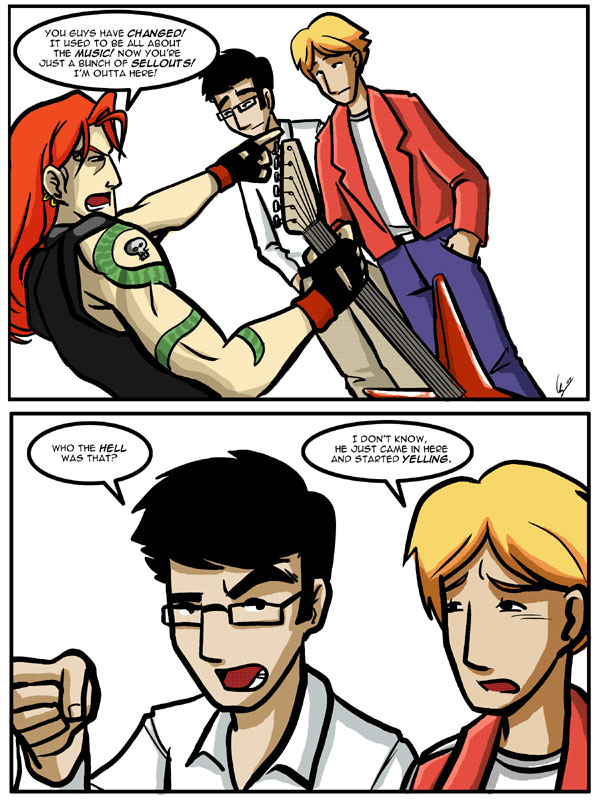 YOU GUYS HAVE CHANGED!
IT USED TO BE ALL ABOUT
THE MUSIC! NOW YOU'RE
JUST A BUNCH OF SELLOUTS!
I'M OUTTA HERE!
WHO THE HELL
WAS THAT?
I DON'T KNOW,
HE JUST CAME IN HERE
AND STARTED YELLING.